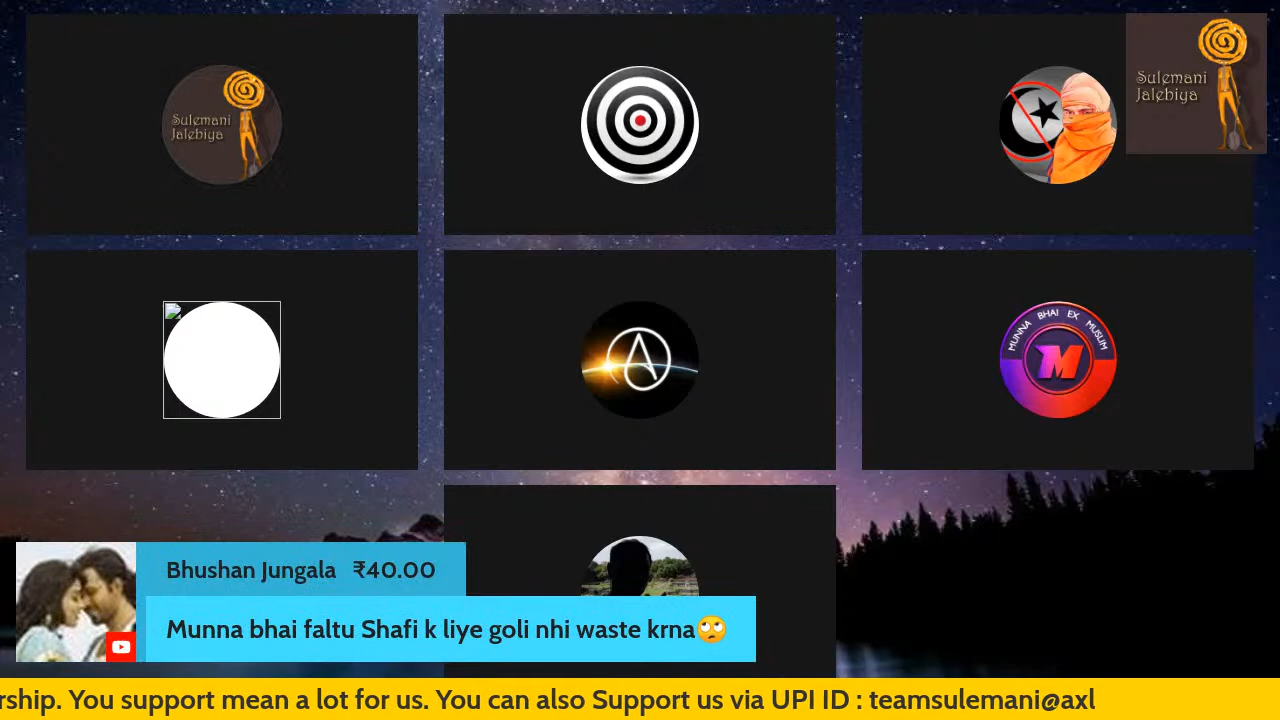 Sulemani
Jalebiya
Sulemani
Jalebiya
MUNNA BHAI EX MUSLIM
M
Bhushan Jungala ₹40.00
Munna bhai faltu Shafi k liye goli nhi waste krna🙄
rship. You support mean a lot for us. You can also Support us via UPI ID : teamsulemani@axl